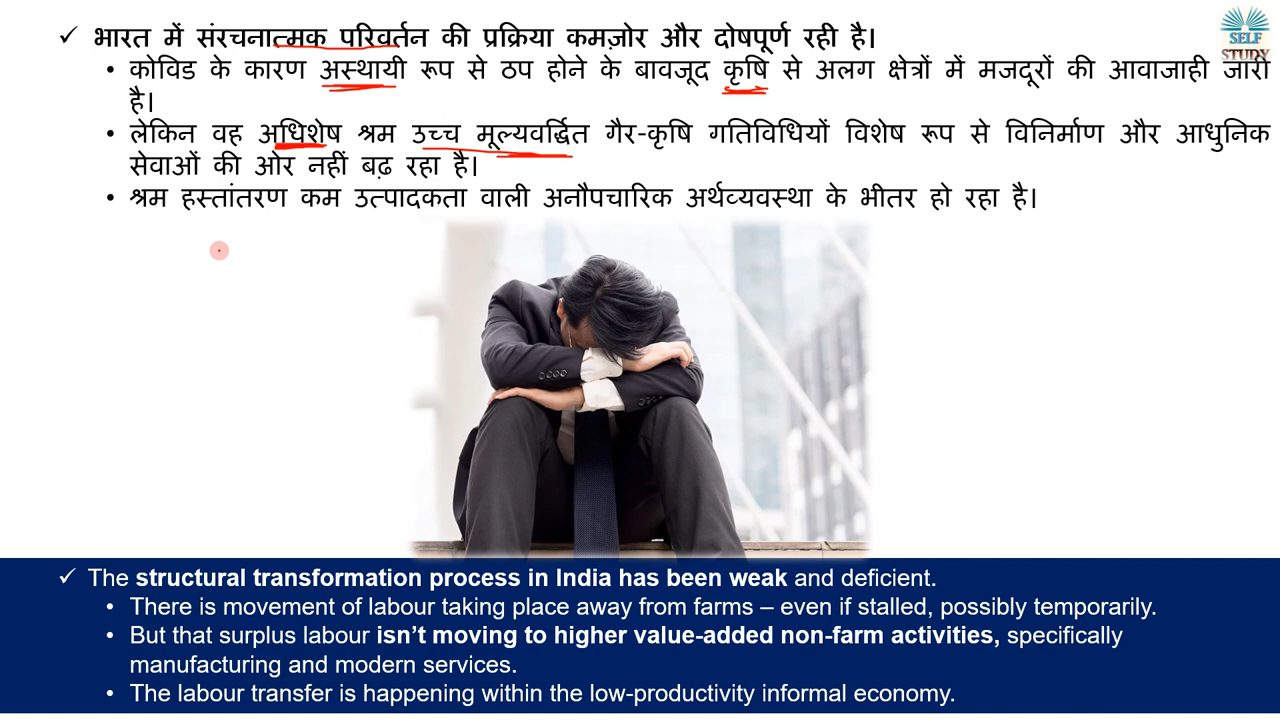 SELF
STUDY
✓ भारत में संरचनात्मक परिवर्तन की प्रक्रिया कमज़ोर और दोषपूर्ण रही है।
• कोविड के कारण अस्थायी रूप से ठप होने के बावजूद कृषि से अलग क्षेत्रों में मजदूरों की आवाजाही जारी
है।
• लेकिन वह अधिशेष श्रम उच्च मूल्यवर्द्धित गैर-कृषि गतिविधियों विशेष रूप से विनिर्माण और आधुनिक
सेवाओं की ओर नहीं बढ़ रहा है।
• श्रम हस्तांतरण कम उत्पादकता वाली अनौपचारिक अर्थव्यवस्था के भीतर हो रहा है।
✓ The structural transformation process in India has been weak and deficient.
• There is movement of labour taking place away from farms – even if stalled, possibly temporarily.
• But that surplus labour isn’t moving to higher value-added non-farm activities, specifically
manufacturing and modern services.
• The labour transfer is happening within the low-productivity informal economy.